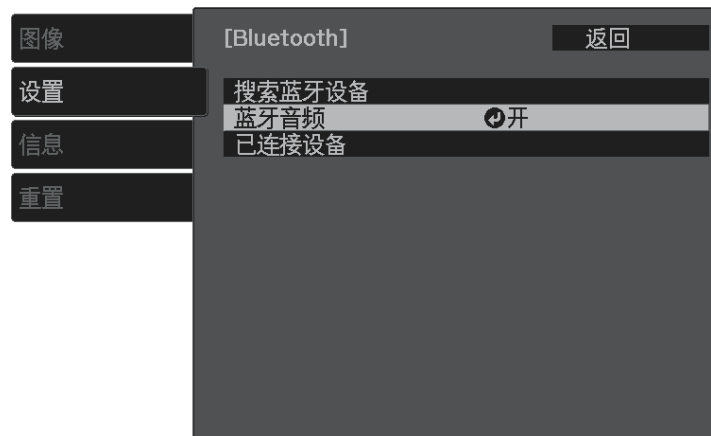 图像
设置
信息
重置
[Bluetooth]
返回
搜索蓝牙设备
蓝牙音频 开
已连接设备